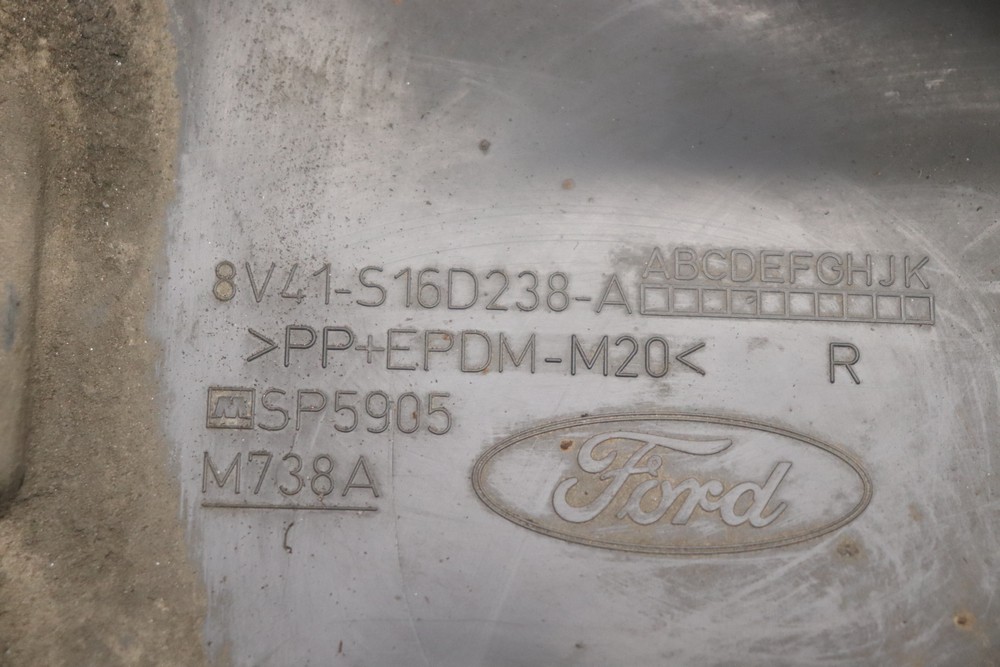 ABCDEFGHJK
8V41-S16D238-A
>PP+EPDM-M20< R
SP5905
M738A
Ford